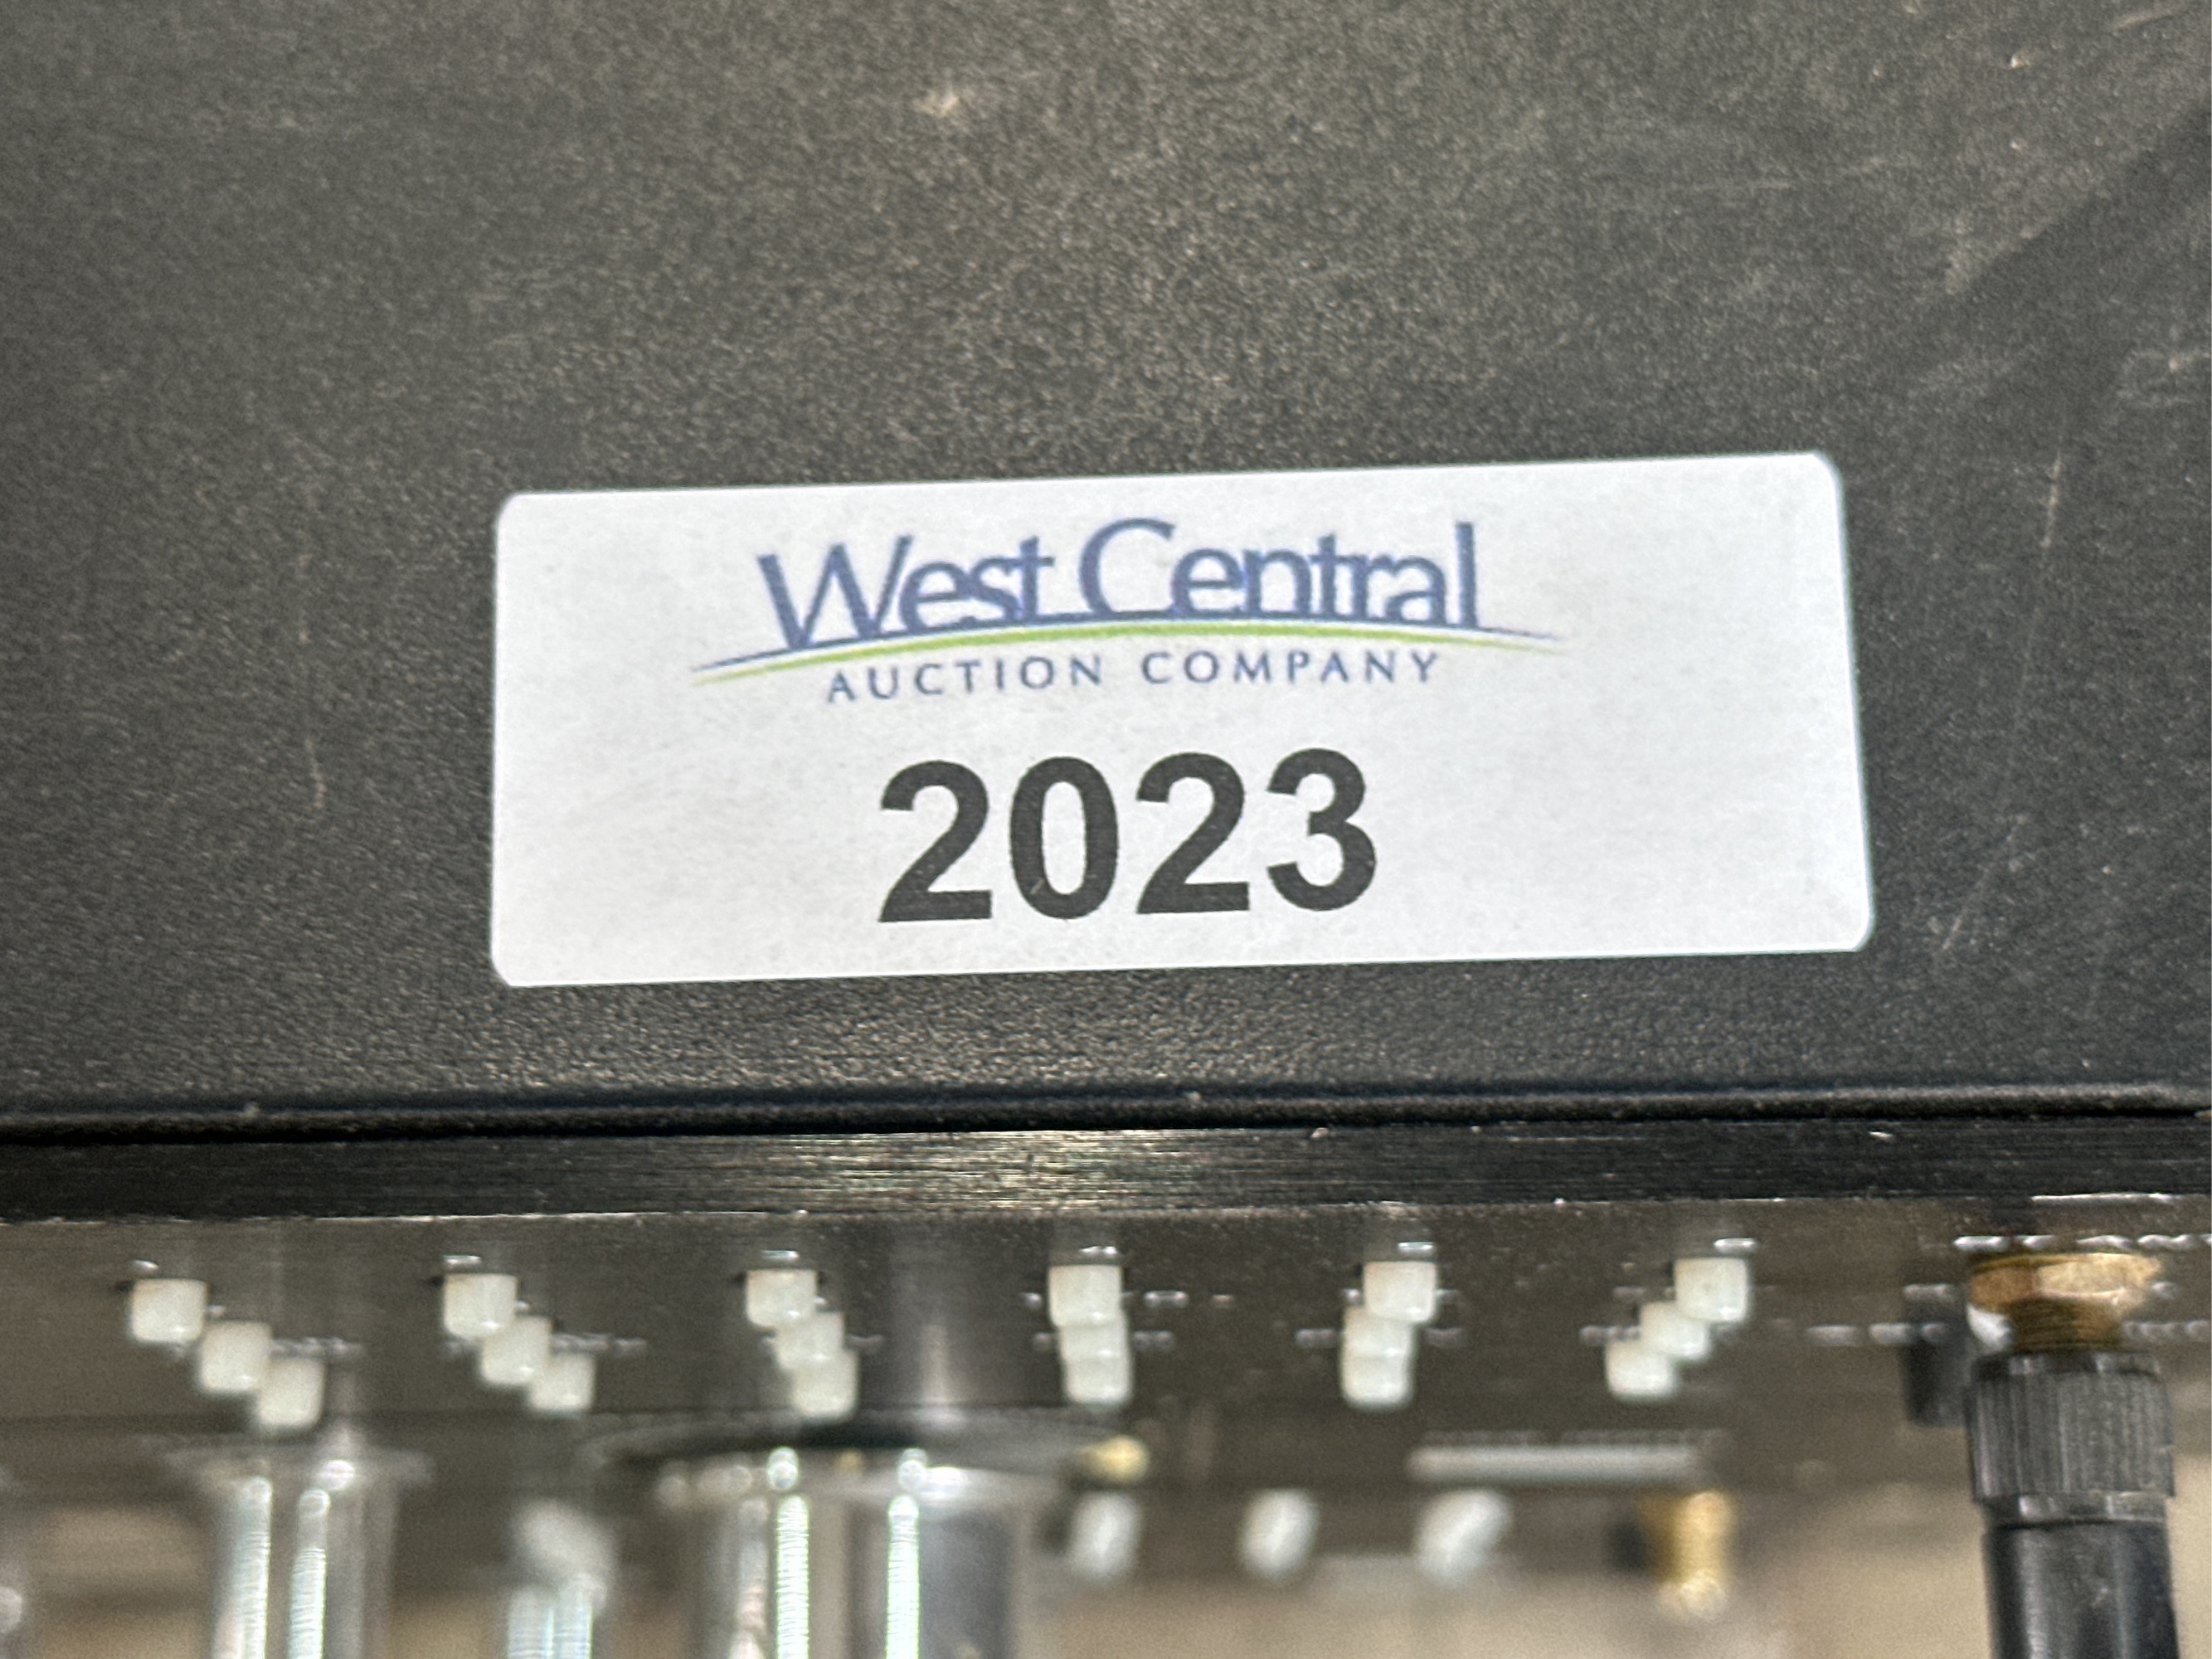 West Central
AUCTION COMPANY
2023